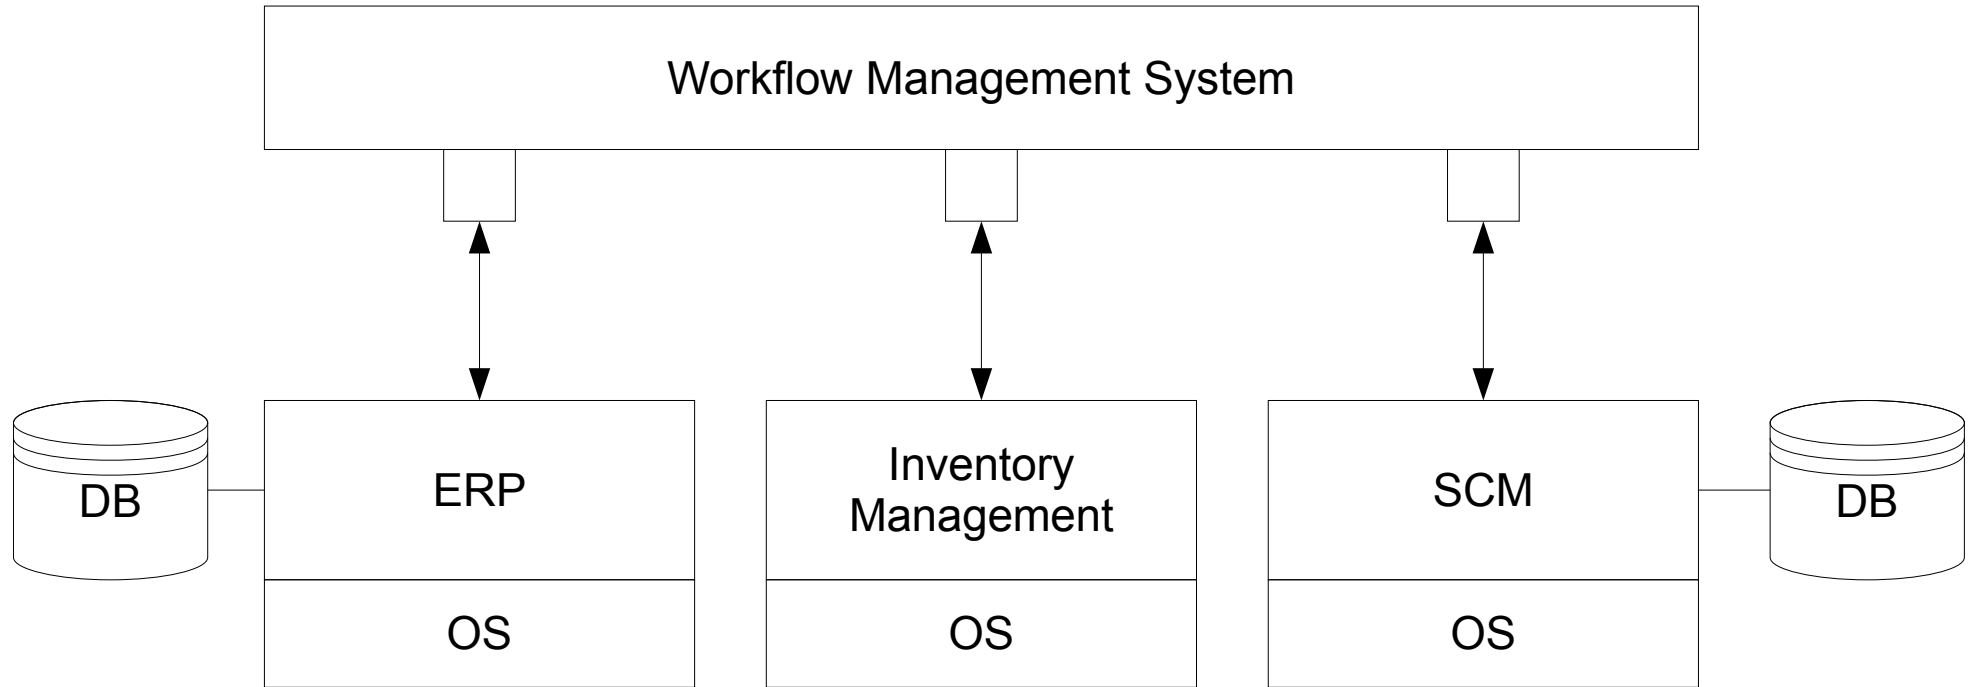 Workflow Management System
DB
ERP
Inventory
Management
SCM
DB
OS
OS
OS